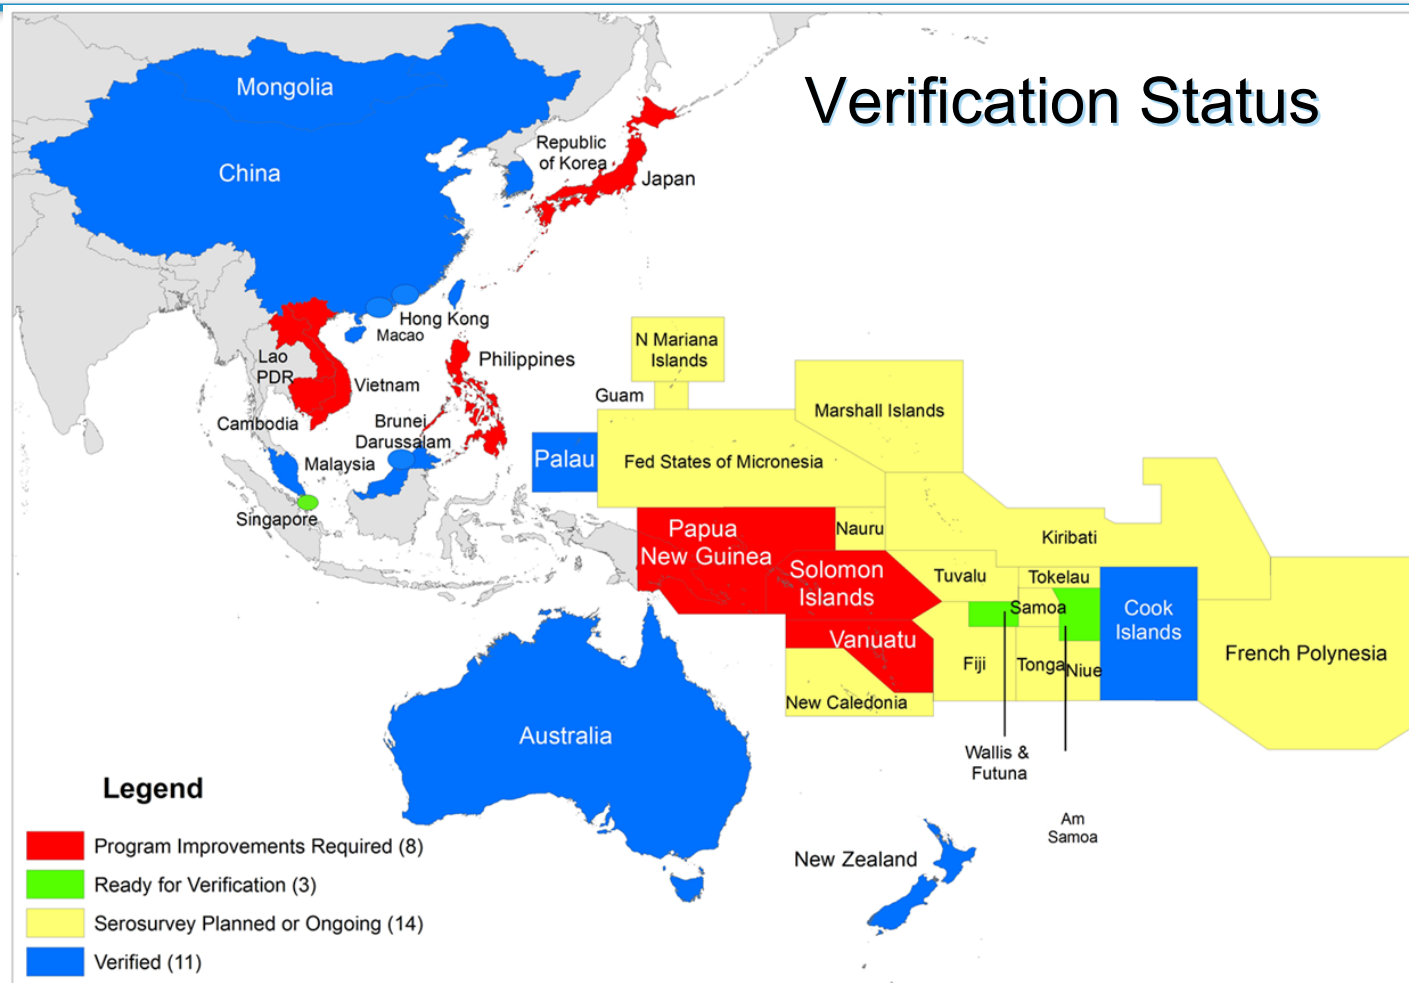 Verification Status
Mongolia
China
Republic
of Korea
Japan
Hong Kong
Macao
Lao
PDR
Vietnam
Philippines
Cambodia
Brunei
Darussalam
Malaysia
Singapore
N Mariana
Islands
Guam
Marshall Islands
Palau
Fed States of Micronesia
Papua
New Guinea
Nauru
Kiribati
Solomon
Islands
Tuvalu
Tokelau
Samoa
Cook
Islands
Vanuatu
Fiji
Tonga
Niue
French Polynesia
New Caledonia
Australia
Wallis &
Futuna
Am
Samoa
New Zealand
Legend
Program Improvements Required (8)
Ready for Verification (3)
Serosurvey Planned or Ongoing (14)
Verified (11)